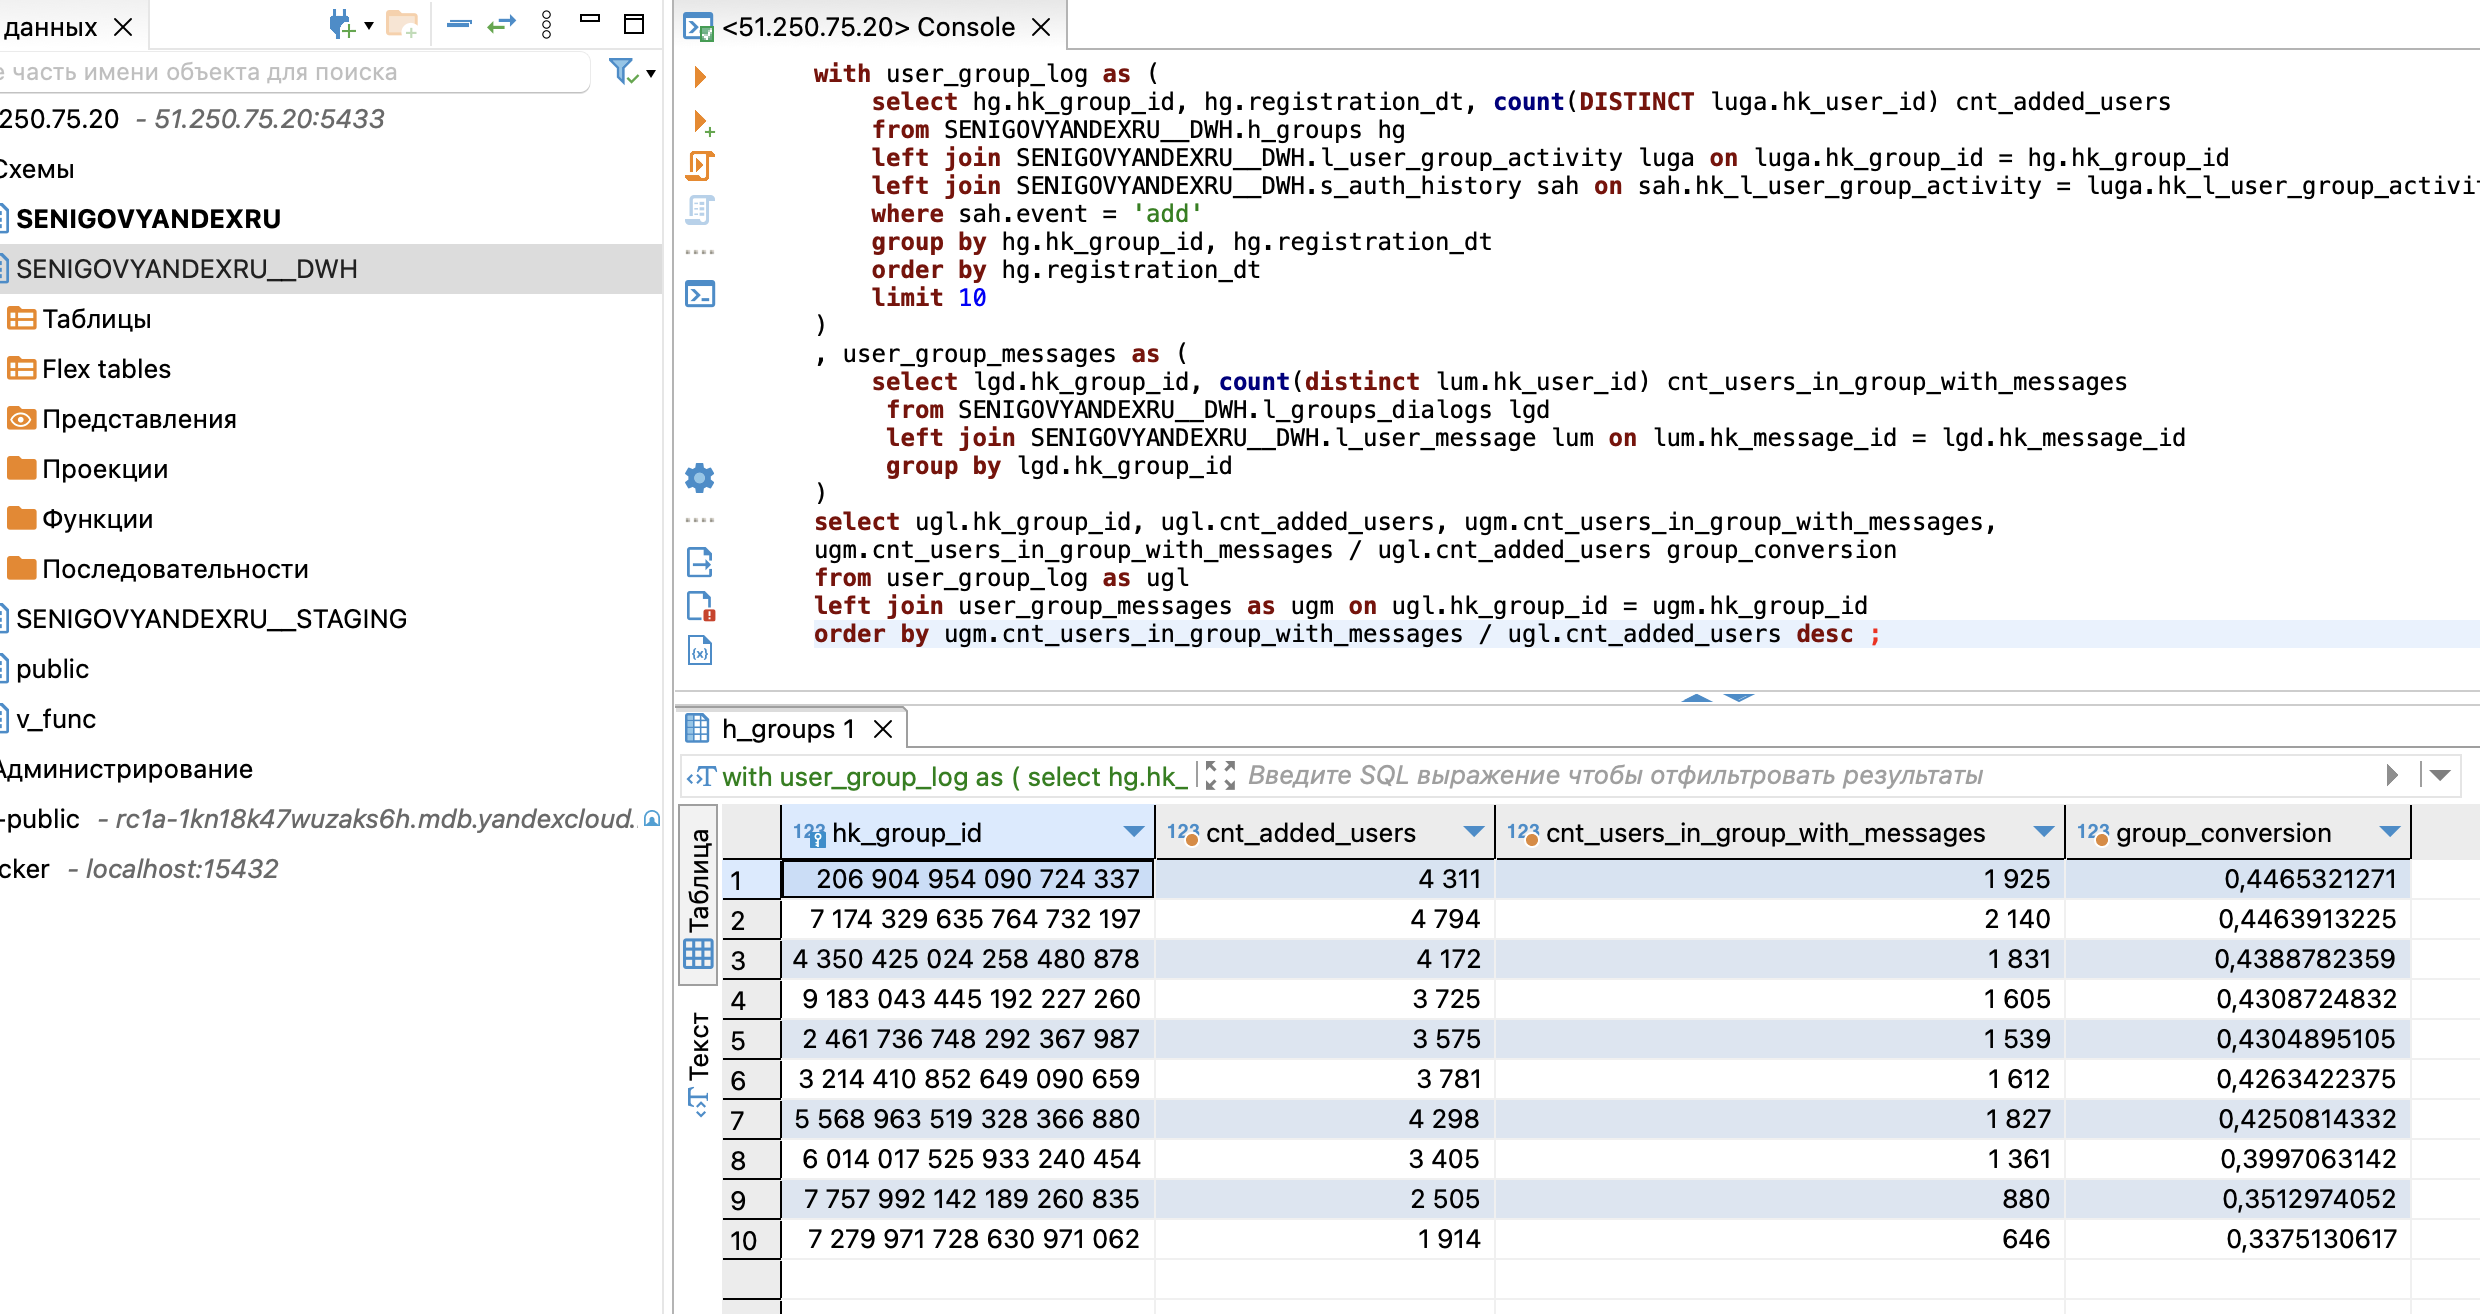 данных
е часть имени объекта для поиска
250.75.20 - 51.250.75.20:5433
Схемы
SENIGOVYANDEXRU
SENIGOVYANDEXRU__DWH
Таблицы
Flex tables
Представления
Проекции
Функции
Последовательности
SENIGOVYANDEXRU__STAGING
public
v_func
Администрирование
-public - rc1a-1kn18k47wuzaks6h.mdb.yandexcloud.
cker - localhost:15432
<51.250.75.20> Console
with user_group_log as (
select hg.hk_group_id, hg.registration_dt, count(DISTINCT luga.hk_user_id) cnt_added_users
from SENIGOVYANDEXRU__DWH.h_groups hg
left join SENIGOVYANDEXRU__DWH.l_user_group_activity luga on luga.hk_group_id = hg.hk_group_id
left join SENIGOVYANDEXRU__DWH.s_auth_history sah on sah.hk_l_user_group_activity = luga.hk_l_user_group_activi
where sah.event = 'add'
group by hg.hk_group_id, hg.registration_dt
order by hg.registration_dt
limit 10
)
, user_group_messages as (
select lgd.hk_group_id, count(distinct lum.hk_user_id) cnt_users_in_group_with_messages
from SENIGOVYANDEXRU__DWH.l_groups_dialogs lgd
left join SENIGOVYANDEXRU__DWH.l_user_message lum on lum.hk_message_id = lgd.hk_message_id
group by lgd.hk_group_id
)
select ugl.hk_group_id, ugl.cnt_added_users, ugm.cnt_users_in_group_with_messages,
ugm.cnt_users_in_group_with_messages / ugl.cnt_added_users group_conversion
from user_group_log as ugl
left join user_group_messages as ugm on ugl.hk_group_id = ugm.hk_group_id
order by ugm.cnt_users_in_group_with_messages / ugl.cnt_added_users desc ;
h_groups 1
with user_group_log as ( select hg.hk_ Введите SQL выражение чтобы отфильтровать результаты
Таблица
Текст
123 hk_group_id 123 cnt_added_users 123 cnt_users_in_group_with_messages 123 group_conversion
1 206 904 954 090 724 337 4 311 1 925 0,4465321271
2 7 174 329 635 764 732 197 4 794 2 140 0,4463913225
3 4 350 425 024 258 480 878 4 172 1 831 0,4388782359
4 9 183 043 445 192 227 260 3 725 1 605 0,4308724832
5 2 461 736 748 292 367 987 3 575 1 539 0,4304895105
6 3 214 410 852 649 090 659 3 781 1 612 0,4263422375
7 5 568 963 519 328 366 880 4 298 1 827 0,4250814332
8 6 014 017 525 933 240 454 3 405 1 361 0,3997063142
9 7 757 992 142 189 260 835 2 505 880 0,3512974052
10 7 279 971 728 630 971 062 1 914 646 0,3375130617